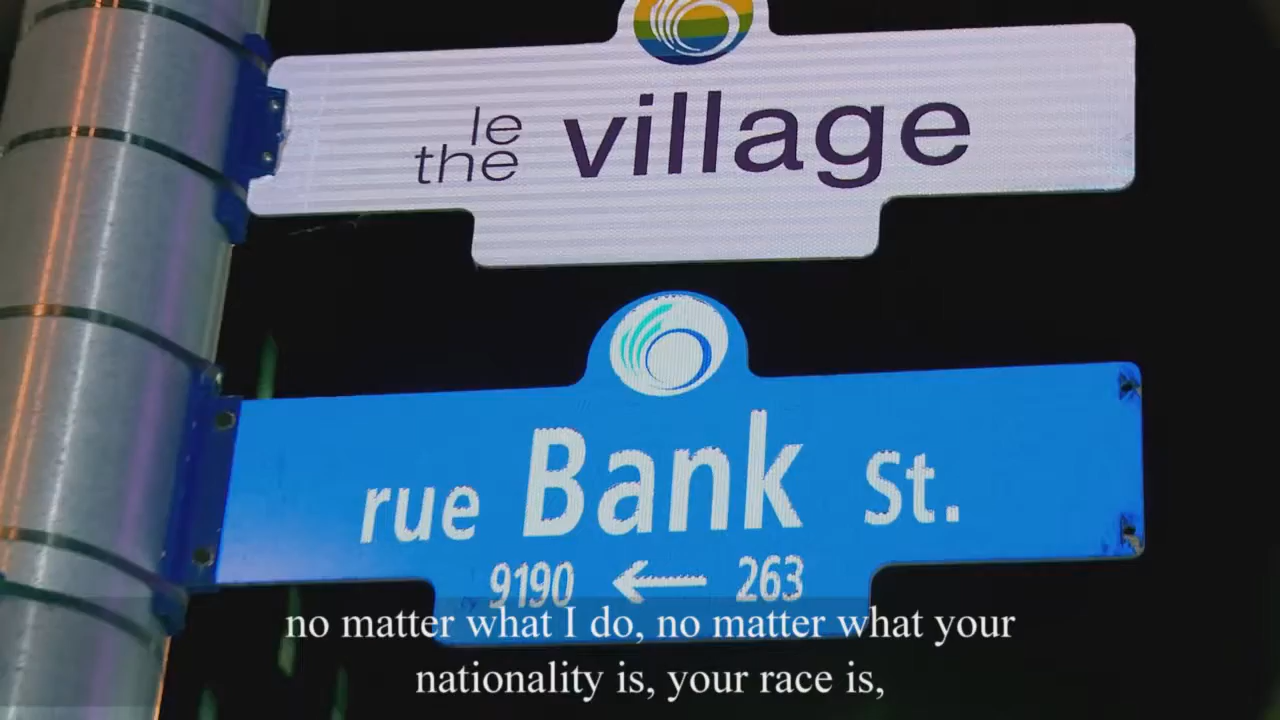 le
the village
rue Bank St.
9190 ← 263
no matter what I do, no matter what your
nationality is, your race is,